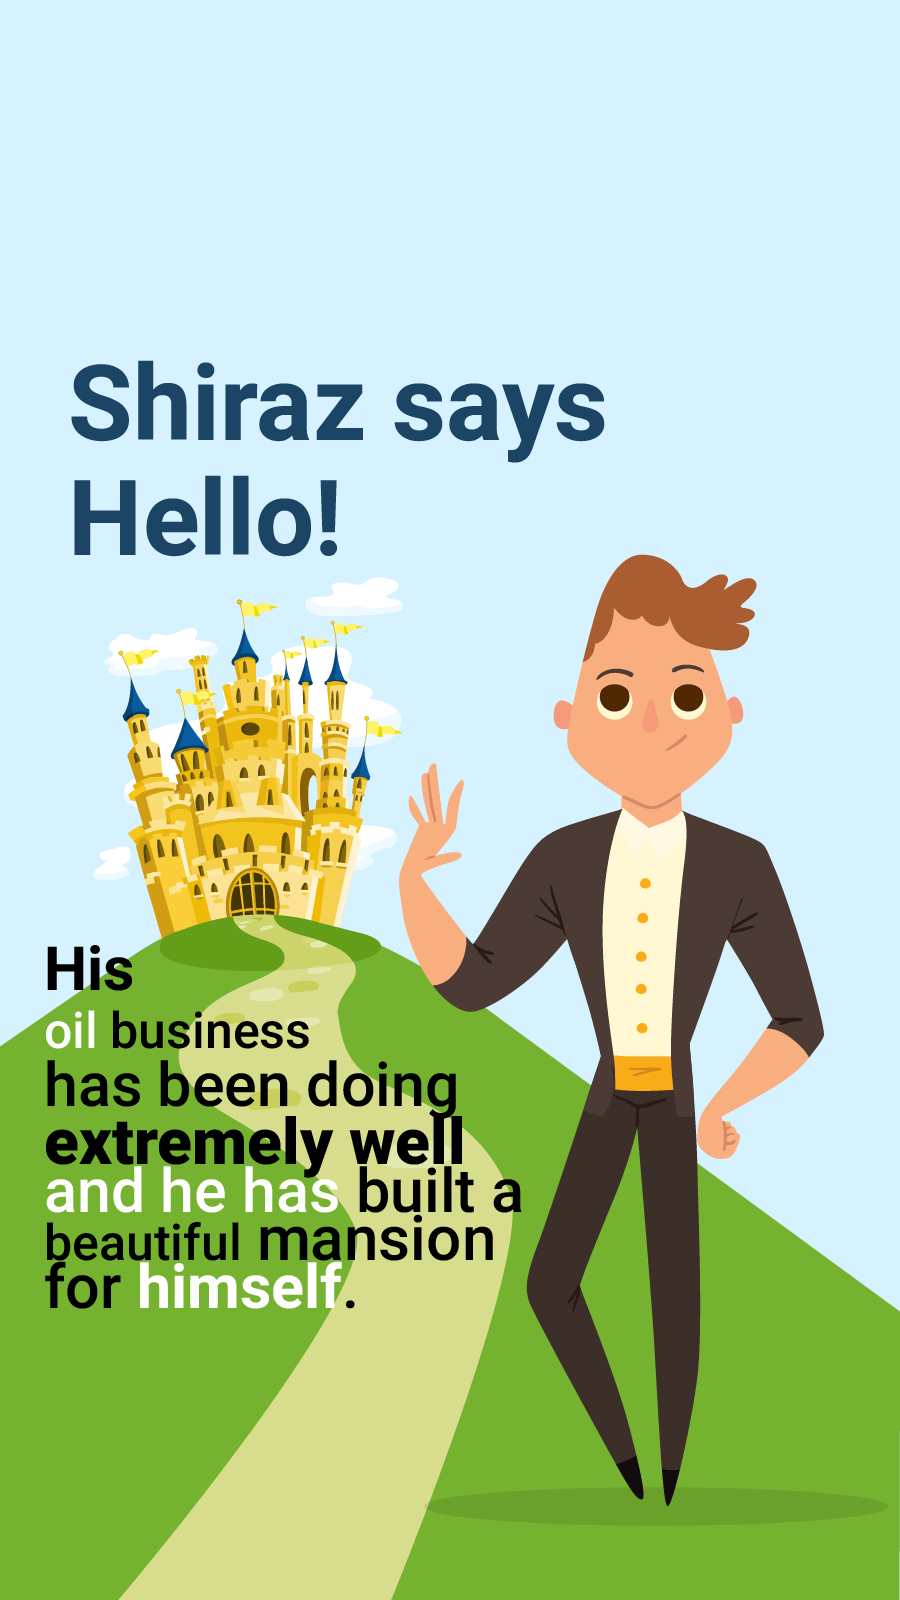 Shiraz says
Hello!
His
oil business
has been doing
extremely well
and he has built a
beautiful mansion
for himself.